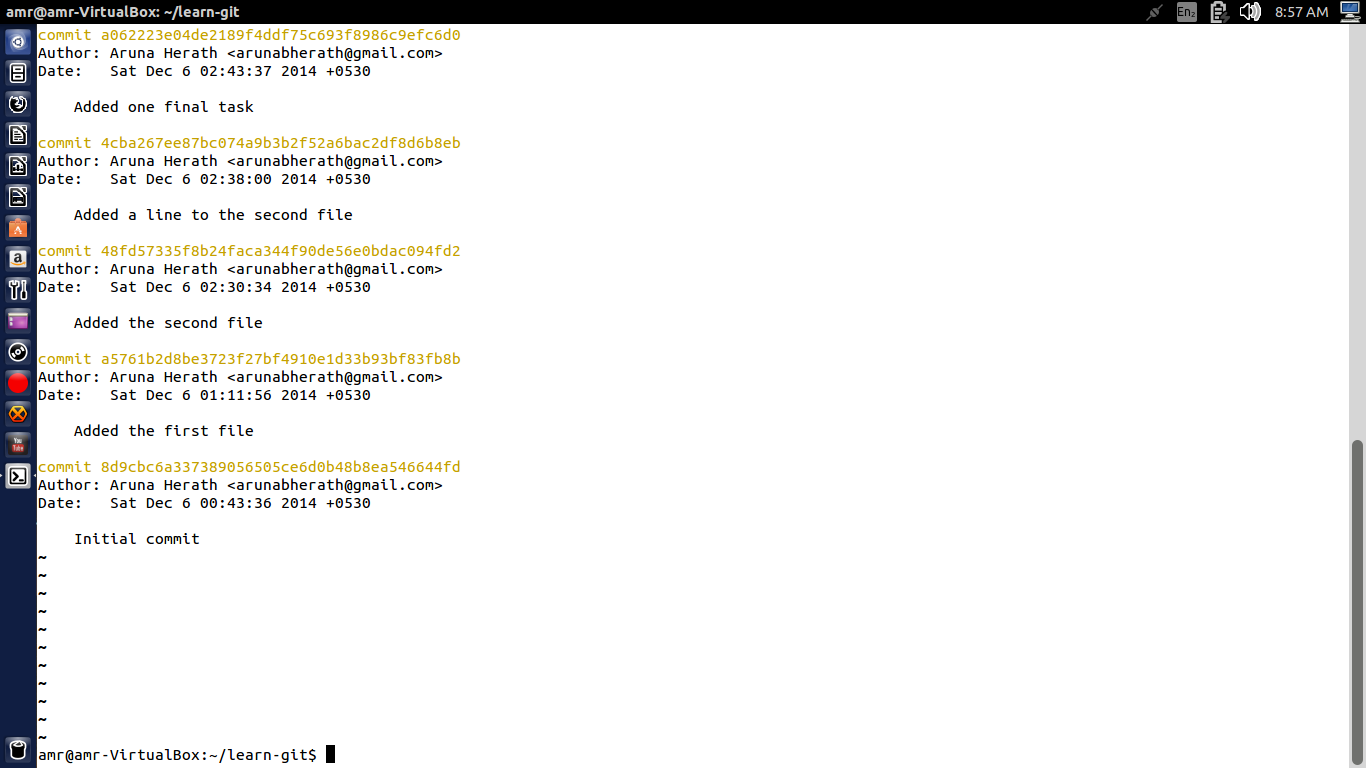 amr@amr-VirtualBox: ~/learn-git
En2
8:57 AM
commit a062223e04de2189f4ddf75c693f8986c9efc6d0
Author: Aruna Herath <arunabherath@gmail.com>
Date:   Sat Dec 6 02:43:37 2014 +0530
Added one final task
commit 4cba267ee87bc074a9b3b2f52a6bac2df8d6b8eb
Author: Aruna Herath <arunabherath@gmail.com>
Date:   Sat Dec 6 02:38:00 2014 +0530
Added a line to the second file
commit 48fd57335f8b24faca344f90de56e0bdac094fd2
Author: Aruna Herath <arunabherath@gmail.com>
Date:   Sat Dec 6 02:30:34 2014 +0530
Added the second file
commit a5761b2d8be3723f27bf4910e1d33b93bf83fb8b
Author: Aruna Herath <arunabherath@gmail.com>
Date:   Sat Dec 6 01:11:56 2014 +0530
Added the first file
commit 8d9cbc6a337389056505ce6d0b48b8ea546644fd
Author: Aruna Herath <arunabherath@gmail.com>
Date:   Sat Dec 6 00:43:36 2014 +0530
Initial commit
~
~
~
~
~
~
~
~
~
~
~
amr@amr-VirtualBox:~/learn-git$
You
Tube